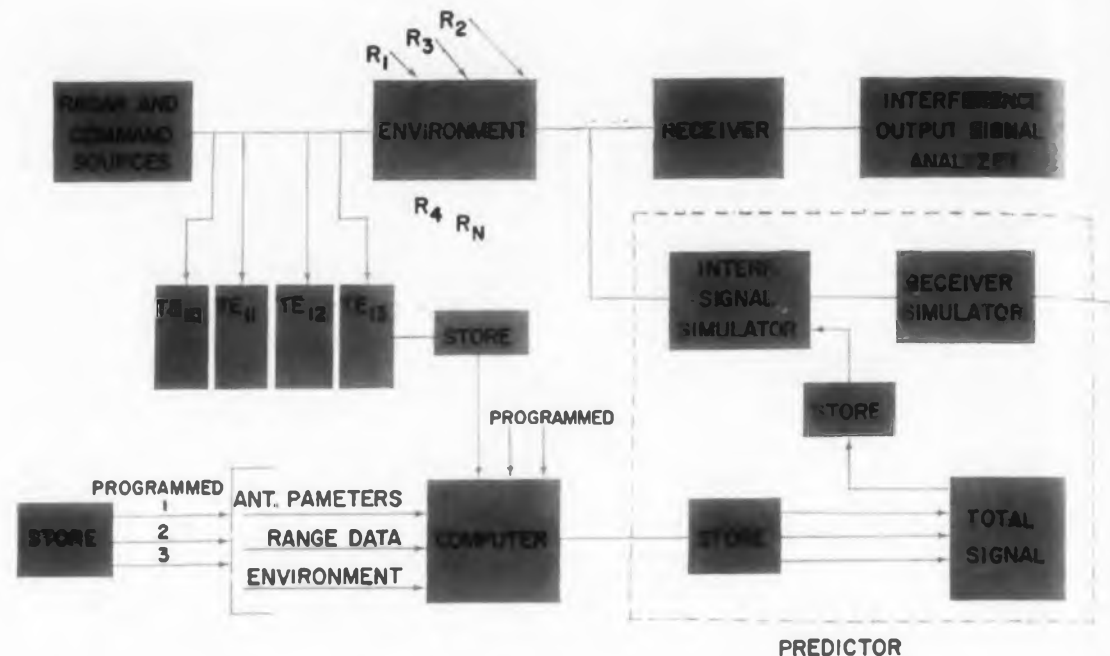 R1
R3
R2
RADAR AND
COMMAND
SOURCES
ENVIRONMENT
RECEIVER
INTERFERENCE
OUTPUT SIGNAL
ANALYZER
R4 RN
TE10
TE11
TE12
TE13
STORE
INTERF.
SIGNAL
SIMULATOR
RECEIVER
SIMULATOR
STORE
PROGRAMMED
PROGRAMMED
1
2
3
STORE
ANT. PAMETERS
RANGE DATA
ENVIRONMENT
COMPUTER
STORE
TOTAL
SIGNAL
PREDICTOR